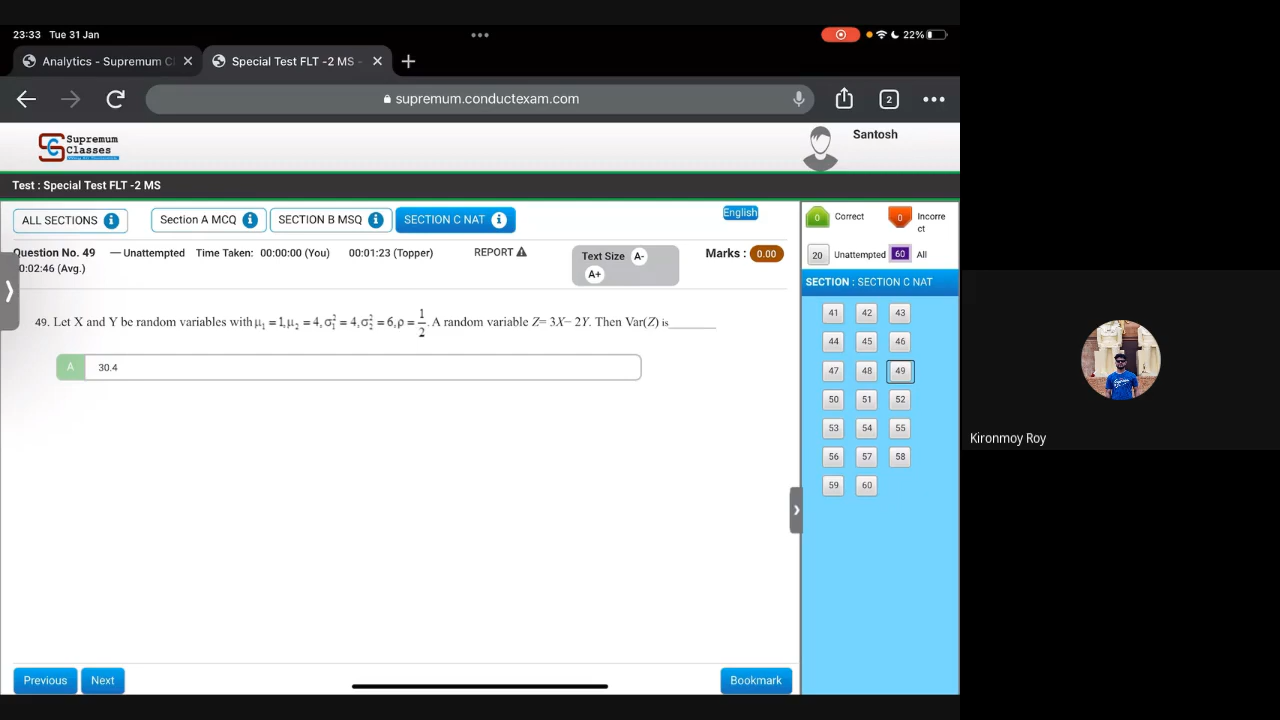 23:33 Tue 31 Jan
22%
Analytics - Supremum C
Special Test FLT -2 MS -
supremum.conductexam.com
2
Supremum
Classes
Santosh
Test : Special Test FLT -2 MS
ALL SECTIONS
Section A MCQ
SECTION B MSQ
SECTION C NAT
English
0 Correct
0 Incorre
ct
Question No. 49 — Unattempted Time Taken: 00:00:00 (You) 00:01:23 (Topper) REPORT
0:02:46 (Avg.)
Text Size A-
A+
Marks : 0.00
20 Unattempted 60 All
SECTION : SECTION C NAT
49. Let X and Y be random variables with μ₁ = 1, μ₂ = 4, σ₁² = 4, σ₂² = 6, ρ = 1/2. A random variable Z= 3X− 2Y. Then Var(Z) is________
A 30.4
41 42 43
44 45 46
47 48 49
50 51 52
53 54 55
56 57 58
59 60
Kironmoy Roy
Previous
Next
Bookmark